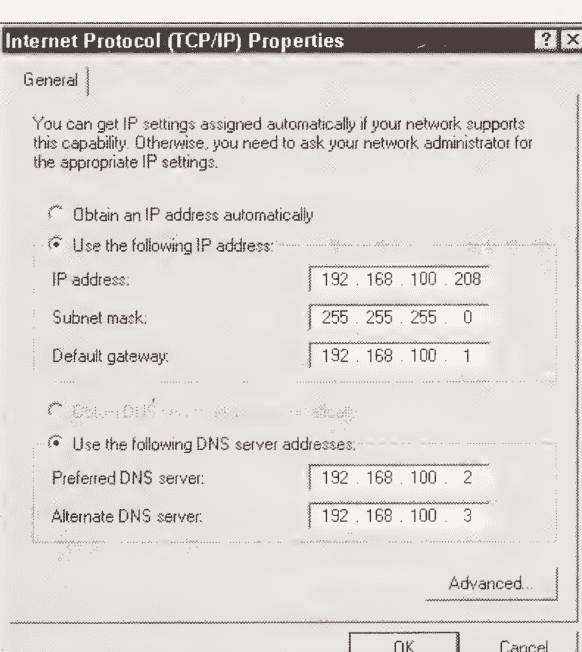 Internet Protocol (TCP/IP) Properties
General
You can get IP settings assigned automatically if your network supports
this capability. Otherwise, you need to ask your network administrator for
the appropriate IP settings.
Obtain an IP address automatically
Use the following IP address:
IP address: 192 . 168 . 100 . 208
Subnet mask: 255 . 255 . 255 . 0
Default gateway: 192 . 168 . 100 . 1
Use the following DNS server addresses:
Preferred DNS server: 192 . 168 . 100 . 2
Alternate DNS server: 192 . 168 . 100 . 3
Advanced...
OK Cancel